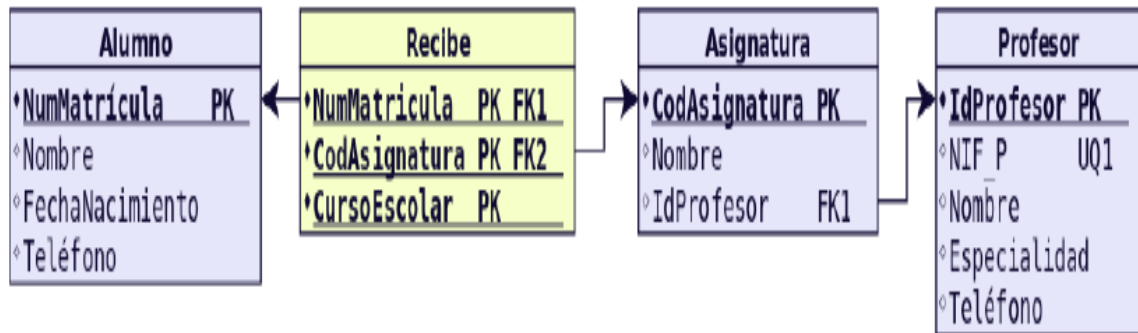 Alumno
NumMatrícula PK
Nombre
FechaNacimiento
Teléfono
Recibe
NumMatricula PK FK1
CodAsignatura PK FK2
CursoEscolar PK
Asignatura
CodAsignatura PK
Nombre
IdProfesor FK1
Profesor
IdProfesor PK
NIF_P UQ1
Nombre
Especialidad
Teléfono